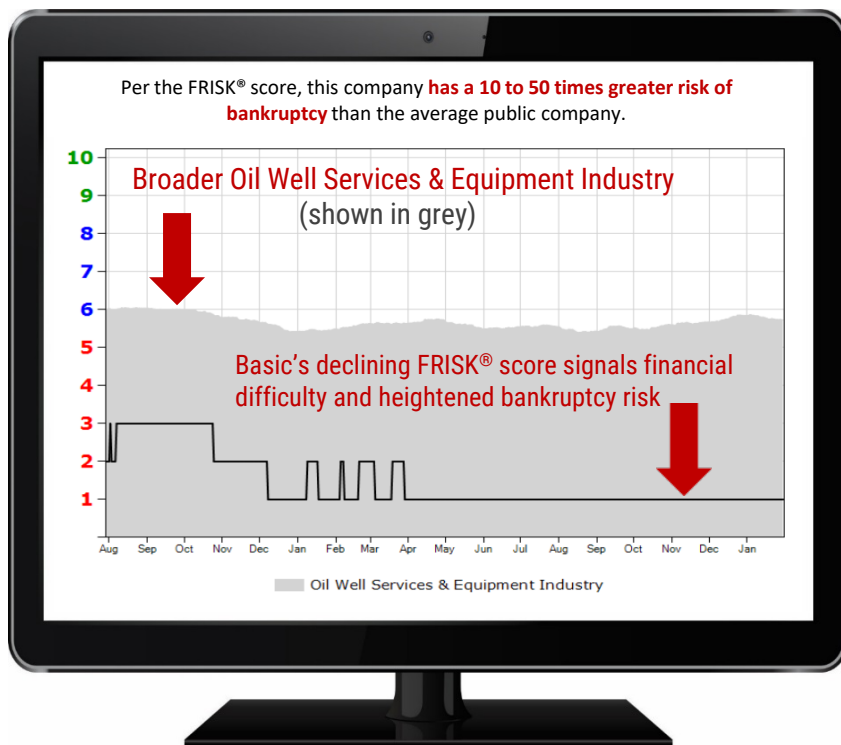 Per the FRISK® score, this company has a 10 to 50 times greater risk of
bankruptcy than the average public company.
10
9
8
7
6
5
4
3
2
1
Broader Oil Well Services & Equipment Industry
(shown in grey)
Basic's declining FRISK® score signals financial
difficulty and heightened bankruptcy risk
Aug Sep Oct Nov Dec Jan Feb Mar Apr May Jun Jul Aug Sep Oct Nov Dec Jan
Oil Well Services & Equipment Industry